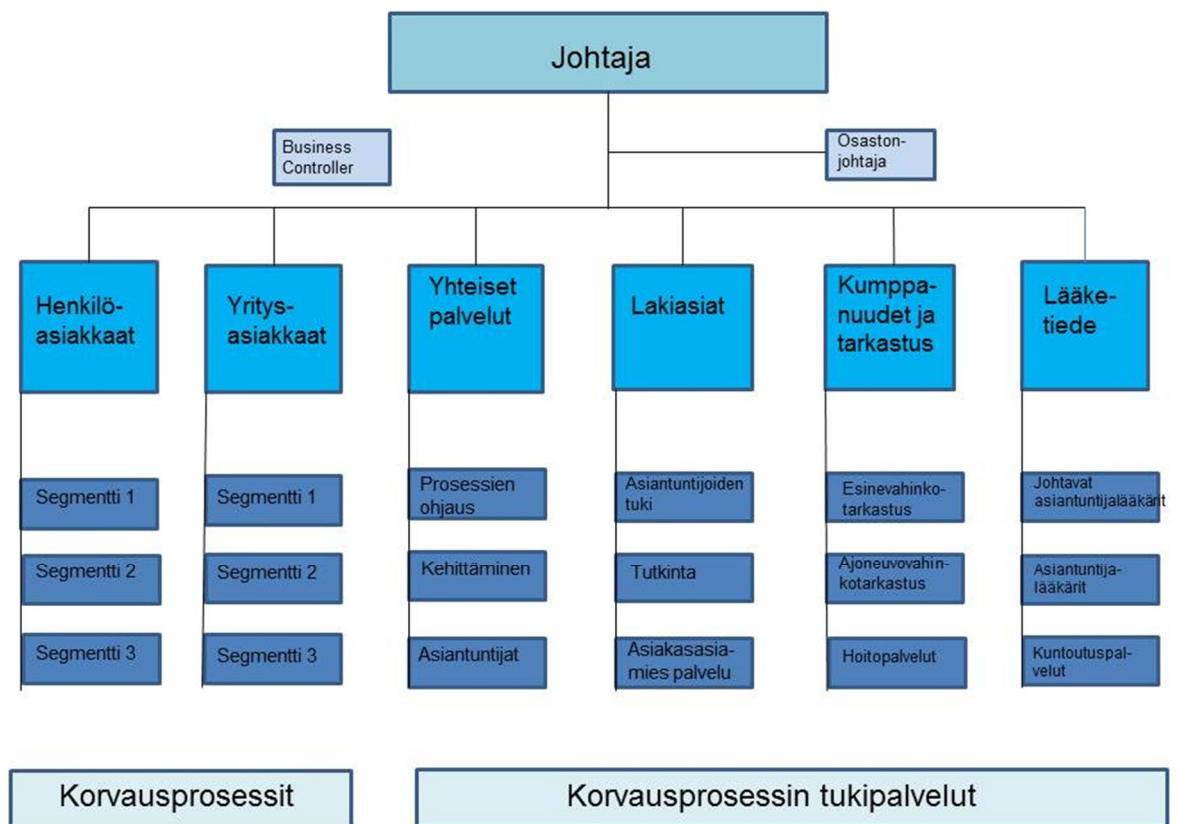 Johtaja
Business
Controller
Osaston-
johtaja
Henkilö-
asiakkaat
Yritys-
asiakkaat
Yhteiset
palvelut
Lakiasiat
Kumppa-
nuudet ja
tarkastus
Lääke-
tiede
Segmentti 1
Segmentti 1
Prosessien
ohjaus
Asiantuntijoiden
tuki
Esinevahinko-
tarkastus
Johtavat
asiantuntijalääkärit
Segmentti 2
Segmentti 2
Kehittäminen
Tutkinta
Ajoneuvovahin-
kotarkastus
Asiantuntija-
lääkärit
Segmentti 3
Segmentti 3
Asiantuntijat
Asiakasasia-
mies palvelu
Hoitopalvelut
Kuntoutuspal-
velut
Korvausprosessit
Korvausprosessin tukipalvelut